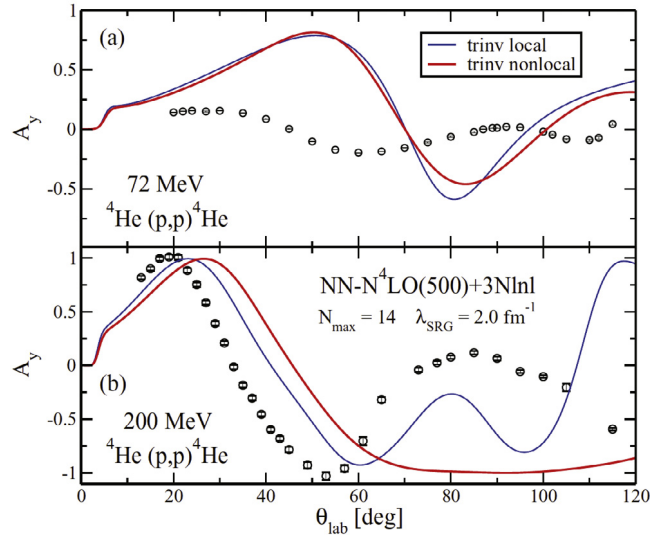 (a)
trinv local
trinv nonlocal
1
0.5
0
-0.5
A_y
72 MeV
⁴He (p,p)⁴He
NN-N⁴LO(500)+3Nlnl
N_max = 14 λ_SRG = 2.0 fm⁻¹
1
0.5
0
-0.5
-1
A_y
(b)
200 MeV
⁴He (p,p)⁴He
0 20 40 60 80 100 120
θ_lab [deg]